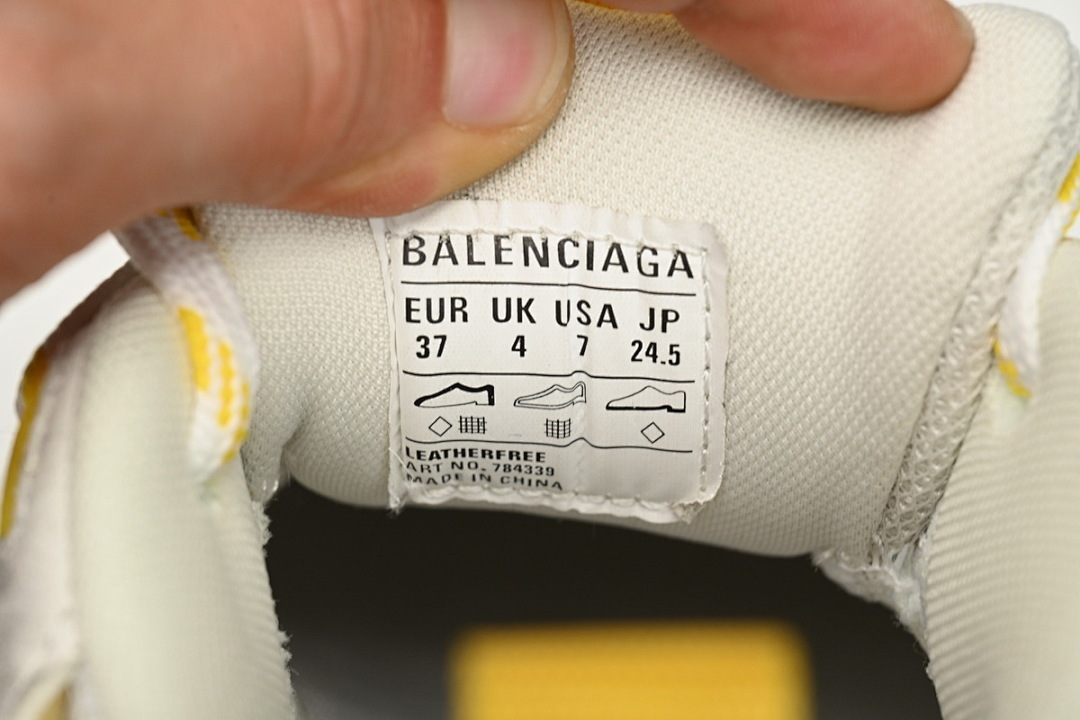 BALENCIAGA
EUR UK USA JP
37 4 7 24.5
LEATHERFREE
ART NO. 784339
MADE IN CHINA